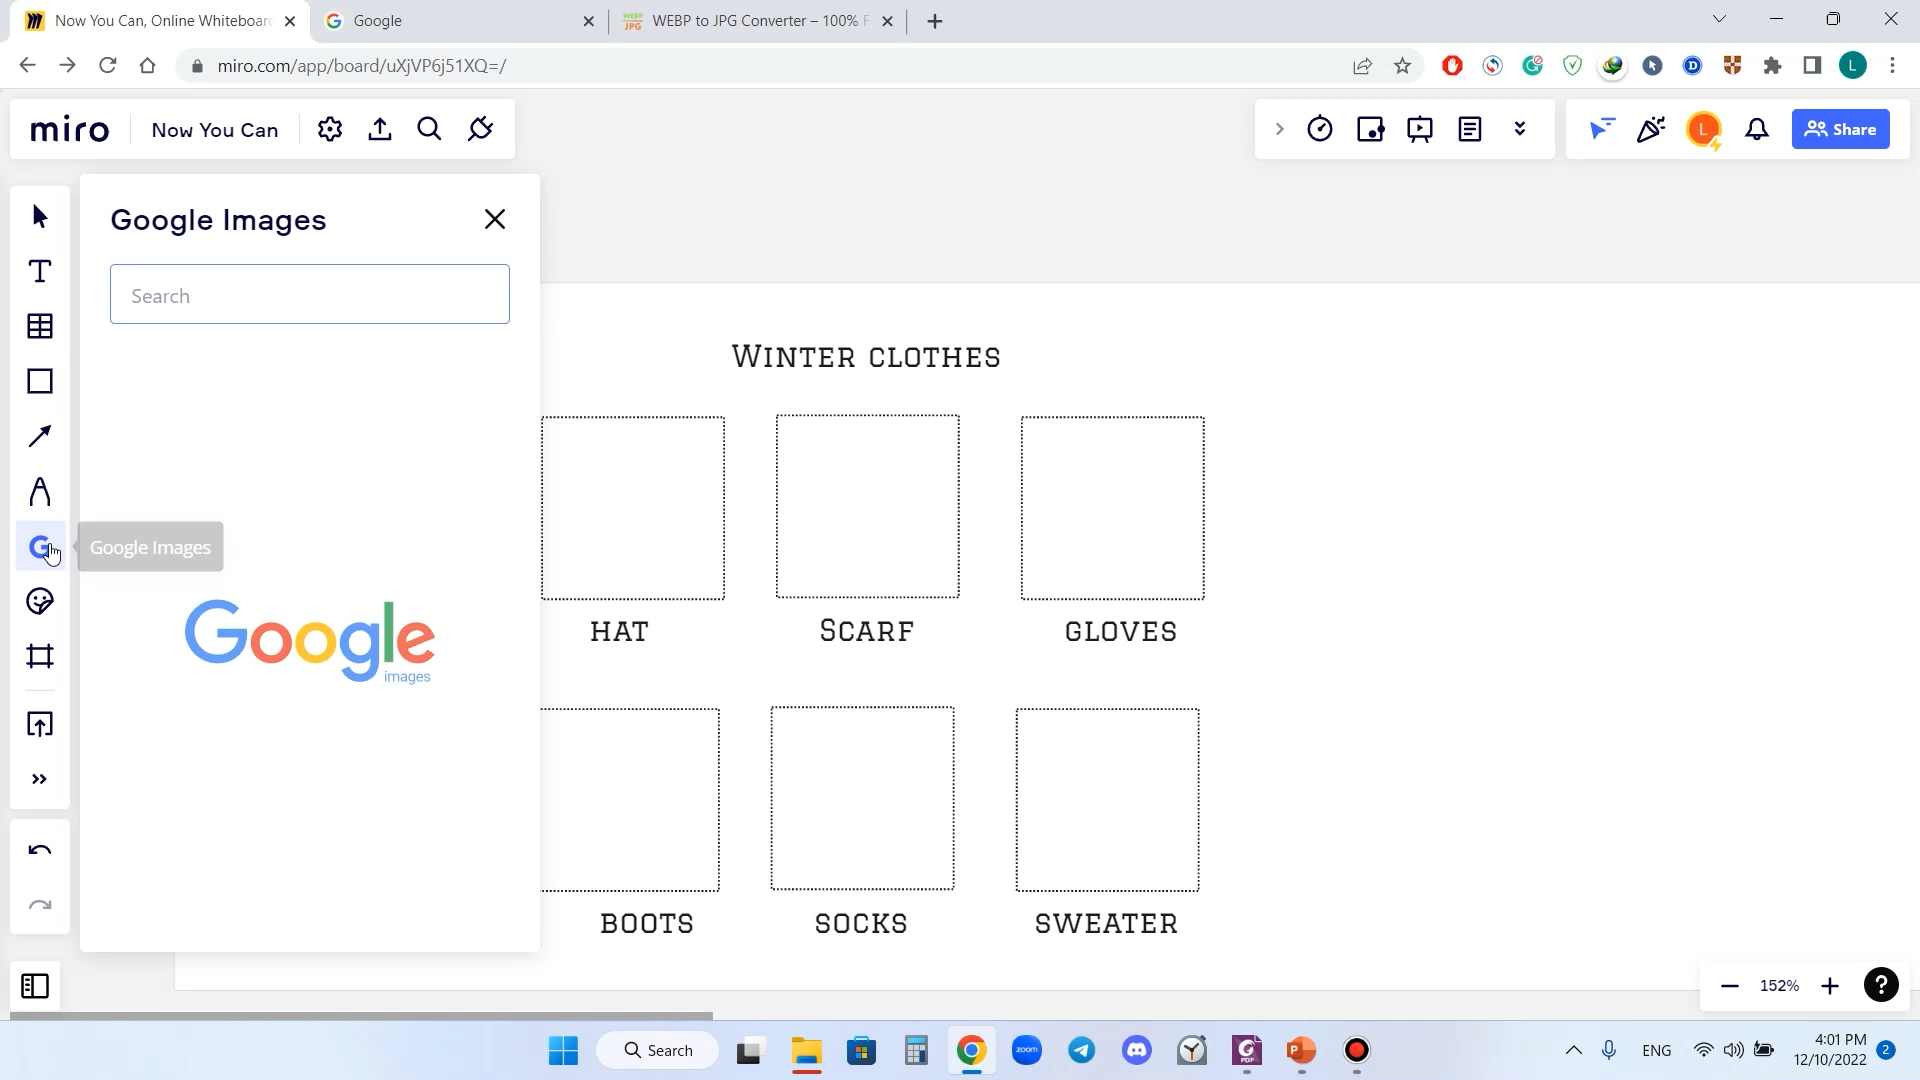 Now You Can, Online Whiteboard
Google
WEBP to JPG Converter – 100% F
miro.com/app/board/uXjVP6j51XQ=/
L
miro
Now You Can
L
Share
Google Images
Search
Google Images
Google
images
Winter clothes
HAT
Scarf
GLOVES
BOOTS
SOCKS
SWEATER
152%
?
Search
zoom
ENG
4:01 PM
12/10/2022
2